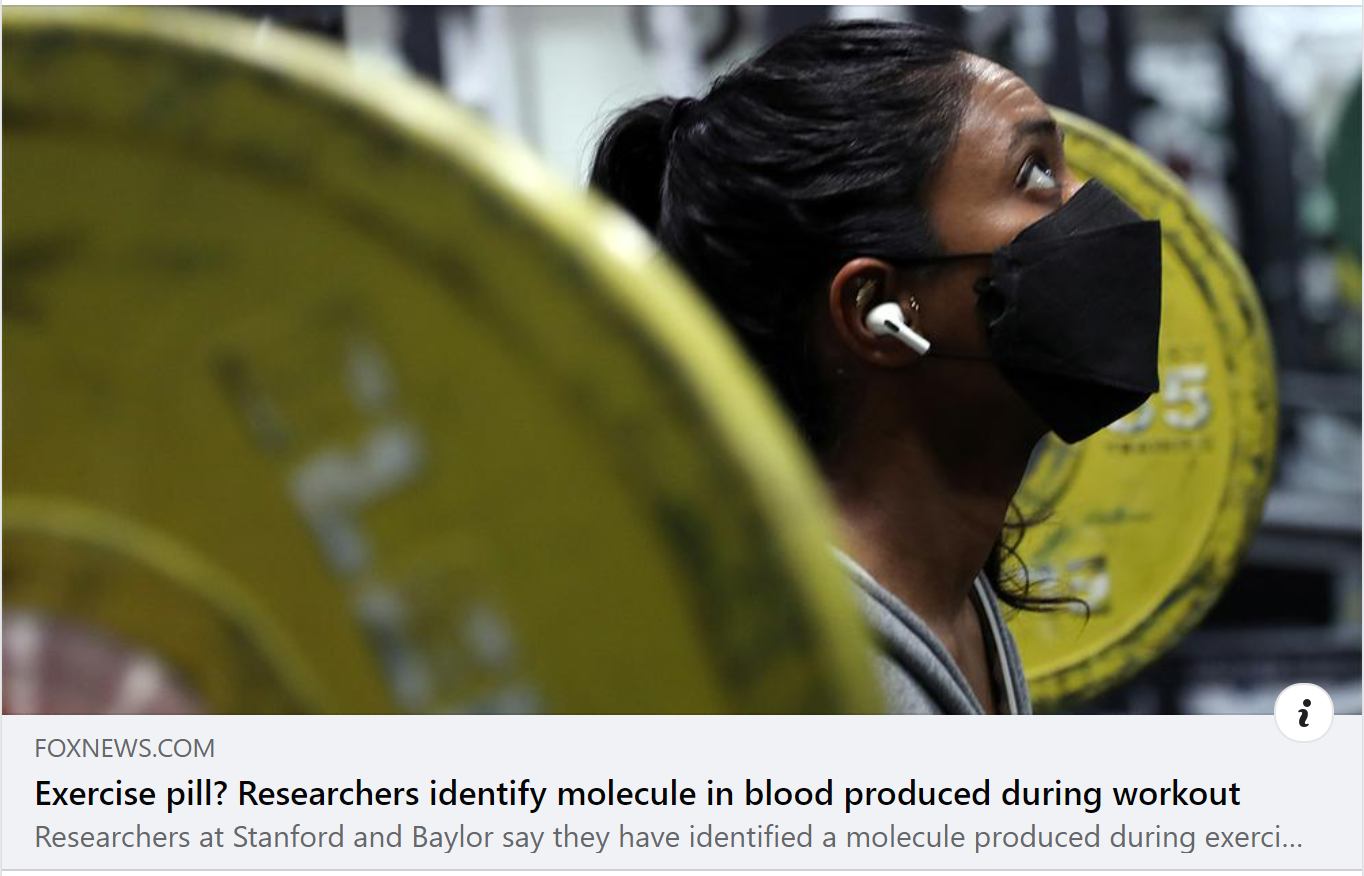 55
FOXNEWS.COM
Exercise pill? Researchers identify molecule in blood produced during workout
Researchers at Stanford and Baylor say they have identified a molecule produced during exerci...